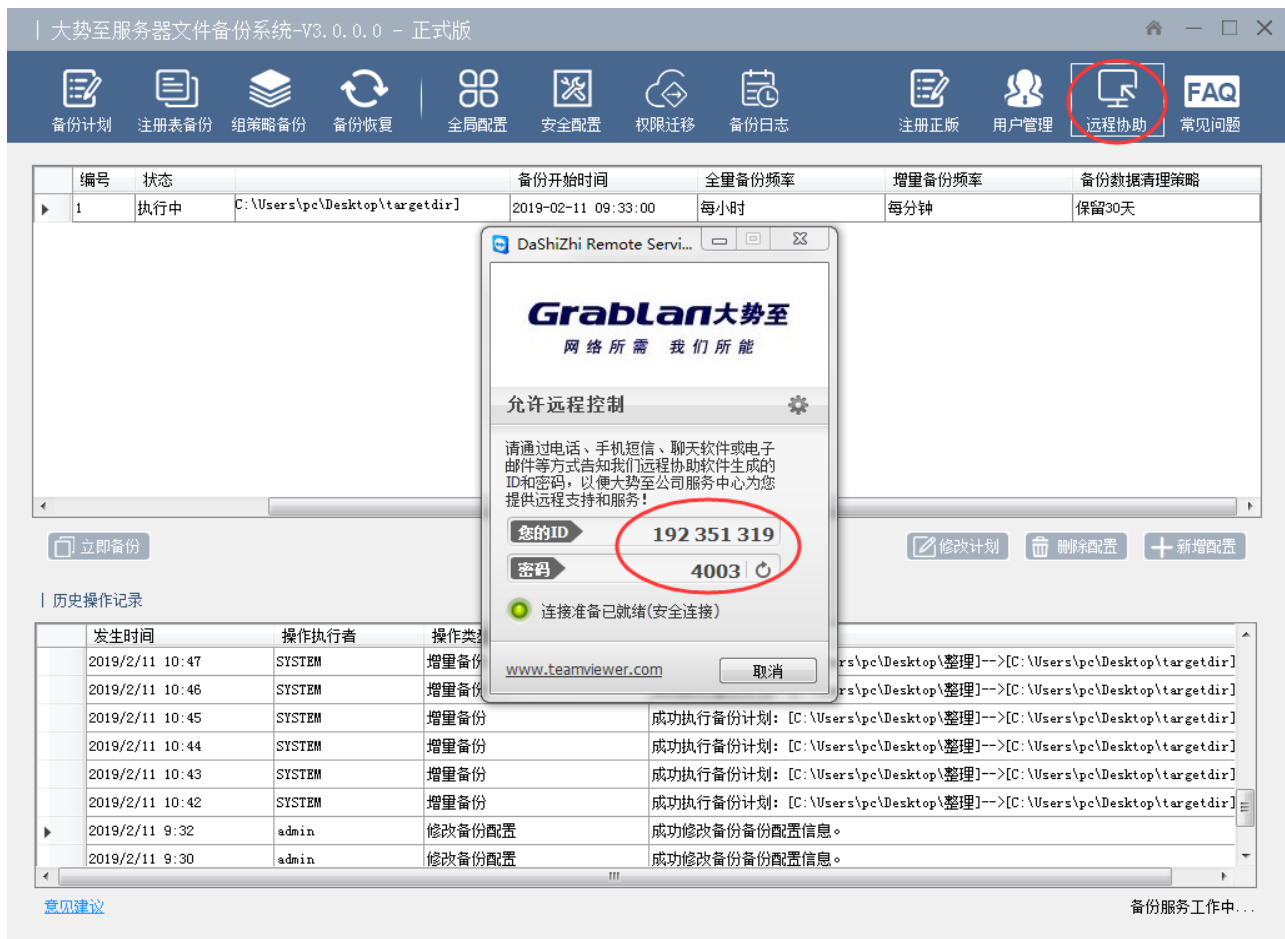 大势至服务器文件备份系统-V3.0.0.0 - 正式版
备份计划 注册表备份 组策略备份 备份恢复 全局配置 安全配置 权限迁移 备份日志 注册正版 用户管理 远程协助 FAQ 常见问题
编号 状态 备份开始时间 全量备份频率 增量备份频率 备份数据清理策略
1 执行中 C:\Users\pc\Desktop\targetdir] 2019-02-11 09:33:00 每小时 每分钟 保留30天
DaShiZhi Remote Servi...
GrabLan大势至
网络所需 我们所能
允许远程控制
请通过电话、手机短信、聊天软件或电子
邮件等方式告知我们远程协助软件生成的
ID和密码，以便大势至公司服务中心为您
提供远程支持和服务！
您的ID 192 351 319
密码 4003
连接准备已就绪(安全连接)
www.teamviewer.com 取消
立即备份 修改计划 删除配置 新增配置
历史操作记录
发生时间 操作执行者 操作类
2019/2/11 10:47 SYSTEM 增量备份 rs\pc\Desktop\整理]-->[C:\Users\pc\Desktop\targetdir]
2019/2/11 10:46 SYSTEM 增量备份 rs\pc\Desktop\整理]-->[C:\Users\pc\Desktop\targetdir]
2019/2/11 10:45 SYSTEM 增量备份 成功执行备份计划: [C:\Users\pc\Desktop\整理]-->[C:\Users\pc\Desktop\targetdir]
2019/2/11 10:44 SYSTEM 增量备份 成功执行备份计划: [C:\Users\pc\Desktop\整理]-->[C:\Users\pc\Desktop\targetdir]
2019/2/11 10:43 SYSTEM 增量备份 成功执行备份计划: [C:\Users\pc\Desktop\整理]-->[C:\Users\pc\Desktop\targetdir]
2019/2/11 10:42 SYSTEM 增量备份 成功执行备份计划: [C:\Users\pc\Desktop\整理]-->[C:\Users\pc\Desktop\targetdir]
2019/2/11 9:32 admin 修改备份配置 成功修改备份备份配置信息。
2019/2/11 9:30 admin 修改备份配置 成功修改备份备份配置信息。
意见建议 备份服务工作中...